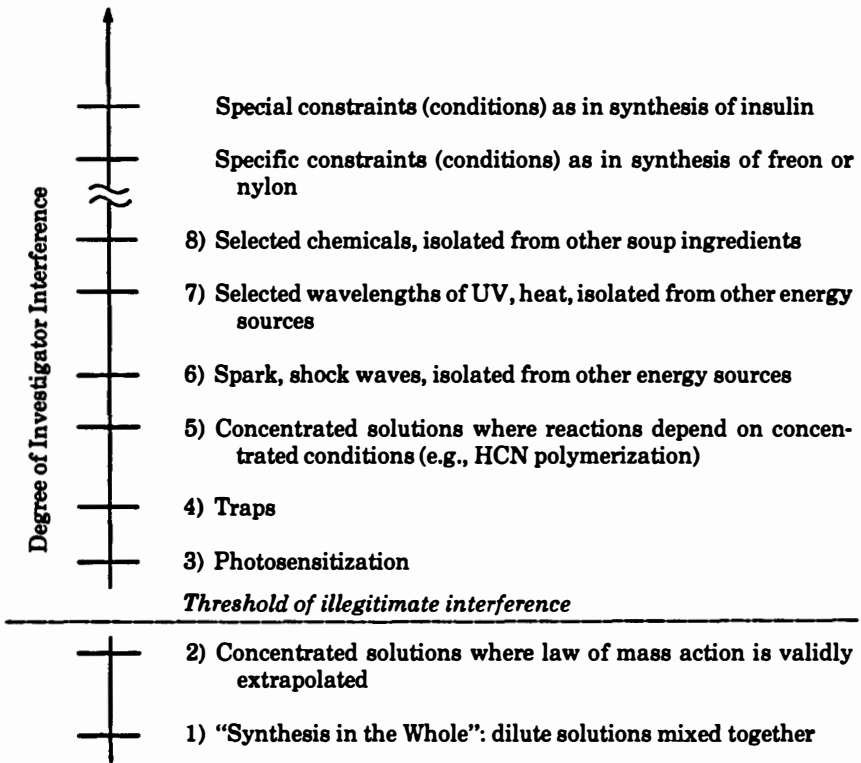 Special constraints (conditions) as in synthesis of insulin
Specific constraints (conditions) as in synthesis of freon or
nylon
8) Selected chemicals, isolated from other soup ingredients
7) Selected wavelengths of UV, heat, isolated from other energy
sources
6) Spark, shock waves, isolated from other energy sources
5) Concentrated solutions where reactions depend on concen-
trated conditions (e.g., HCN polymerization)
4) Traps
3) Photosensitization
Threshold of illegitimate interference
2) Concentrated solutions where law of mass action is validly
extrapolated
1) “Synthesis in the Whole”: dilute solutions mixed together
Degree of Investigator Interference